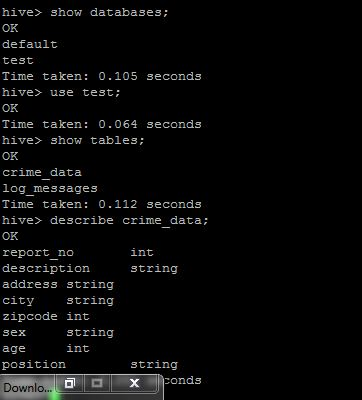 hive> show databases;
OK
default
test
Time taken: 0.105 seconds
hive> use test;
OK
Time taken: 0.064 seconds
hive> show tables;
OK
crime_data
log_messages
Time taken: 0.112 seconds
hive> describe crime_data;
OK
report_no int
description string
address string
city string
zipcode int
sex string
age int
position string
Downlo... conds